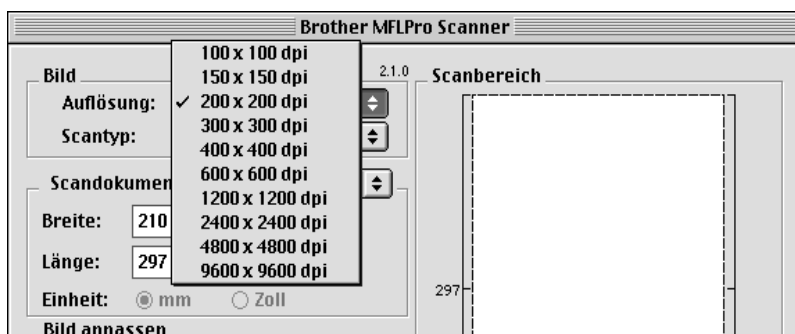 Brother MFLPro Scanner
Bild
2.1.0
Auflösung:
100 x 100 dpi
150 x 150 dpi
✓ 200 x 200 dpi
300 x 300 dpi
400 x 400 dpi
600 x 600 dpi
1200 x 1200 dpi
2400 x 2400 dpi
4800 x 4800 dpi
9600 x 9600 dpi
Scantyp:
Scandokumen
Breite: 210
Länge: 297
Einheit: mm Zoll
Bild anpassen
Scanbereich
297